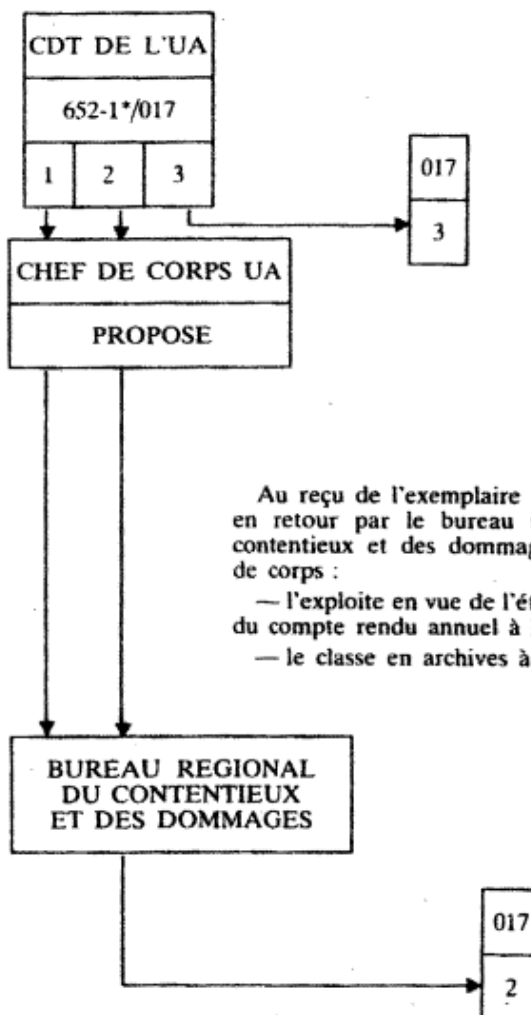 CDT DE L'UA
652-1*/017
1 2 3
017
3
CHEF DE CORPS UA
PROPOSE
Au reçu de l'exemplaire
en retour par le bureau
contentieux et des dommag
de corps :
— l'exploite en vue de l'ét
du compte rendu annuel à
— le classe en archives à
BUREAU REGIONAL
DU CONTENTIEUX
ET DES DOMMAGES
017
2